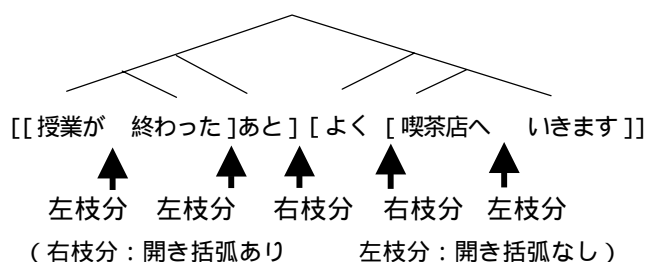 [[授業が 終わった]あと][よく [喫茶店へ いきます]]
左枝分 左枝分 右枝分 右枝分 左枝分
(右枝分：開き括弧あり 左枝分：開き括弧なし)